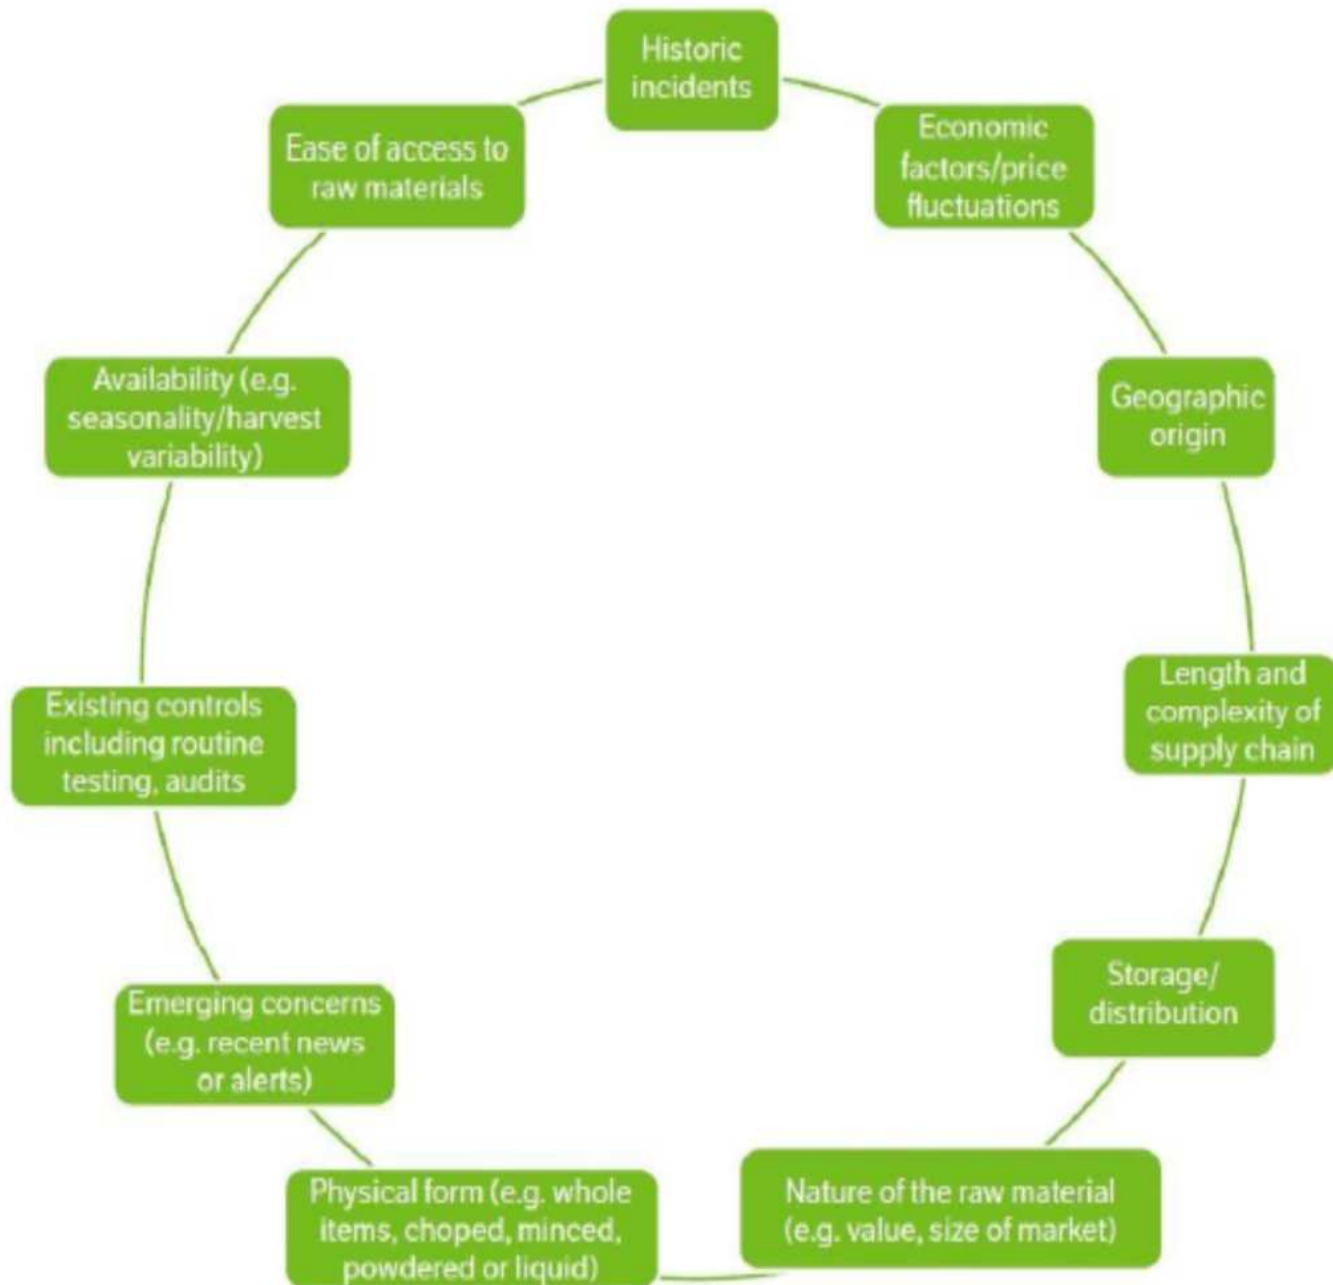 Historic
incidents
Economic
factors/price
fluctuations
Geographic
origin
Length and
complexity of
supply chain
Storage/
distribution
Nature of the raw material
(e.g. value, size of market)
Physical form (e.g. whole
items, choped, minced,
powdered or liquid)
Emerging concerns
(e.g. recent news
or alerts)
Existing controls
including routine
testing, audits
Availability (e.g.
seasonality/harvest
variability)
Ease of access to
raw materials